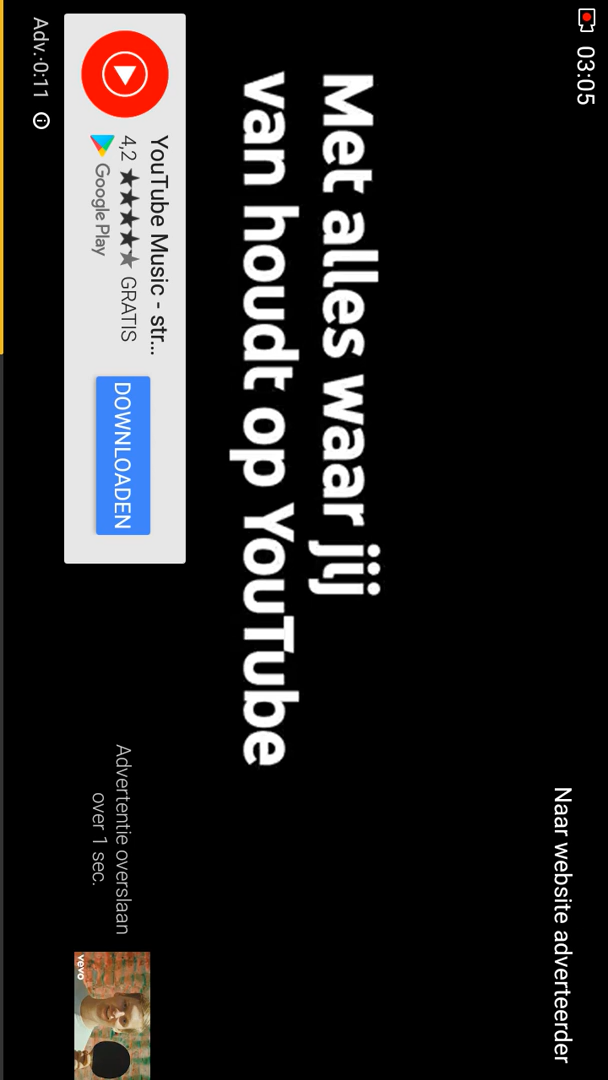 03:05
Naar website adverteerder
Met alles waar jij
van houdt op YouTube
YouTube Music - str...
4,2 ★★★★★ GRATIS
Google Play
DOWNLOADEN
Advertentie overslaan
over 1 sec.
vevo
Adv.·0:11